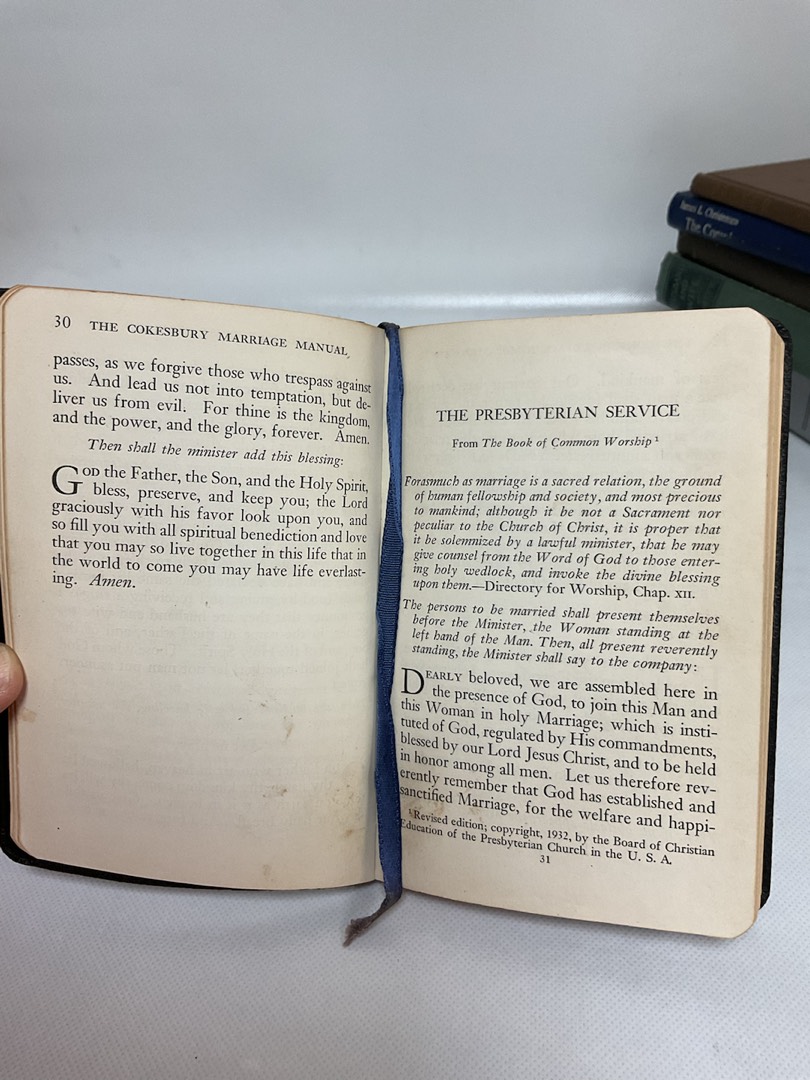 James L. Christensen
The
30 THE COKESBURY MARRIAGE MANUAL
passes, as we forgive those who trespass against
us. And lead us not into temptation, but de-
liver us from evil. For thine is the kingdom,
and the power, and the glory, forever. Amen.
Then shall the minister add this blessing:
GOD the Father, the Son, and the Holy Spirit,
bless, preserve, and keep you; the Lord
graciously with his favor look upon you, and
so fill you with all spiritual benediction and love
that you may so live together in this life that in
the world to come you may have life everlast-
ing. Amen.
THE PRESBYTERIAN SERVICE
From The Book of Common Worship ¹
Forasmuch as marriage is a sacred relation, the ground
of human fellowship and society, and most precious
to mankind; although it be not a Sacrament nor
peculiar to the Church of Christ, it is proper that
it be solemnized by a lawful minister, that he may
give counsel from the Word of God to those enter-
ing holy wedlock, and invoke the divine blessing
upon them.—Directory for Worship, Chap. XII.
The persons to be married shall present themselves
before the Minister, the Woman standing at the
left hand of the Man. Then, all present reverently
standing, the Minister shall say to the company:
DEARLY beloved, we are assembled here in
the presence of God, to join this Man and
this Woman in holy Marriage; which is insti-
tuted of God, regulated by His commandments,
blessed by our Lord Jesus Christ, and to be held
in honor among all men. Let us therefore rev-
erently remember that God has established and
sanctified Marriage, for the welfare and happi-
¹Revised edition; copyright, 1932, by the Board of Christian
Education of the Presbyterian Church in the U. S. A.
31